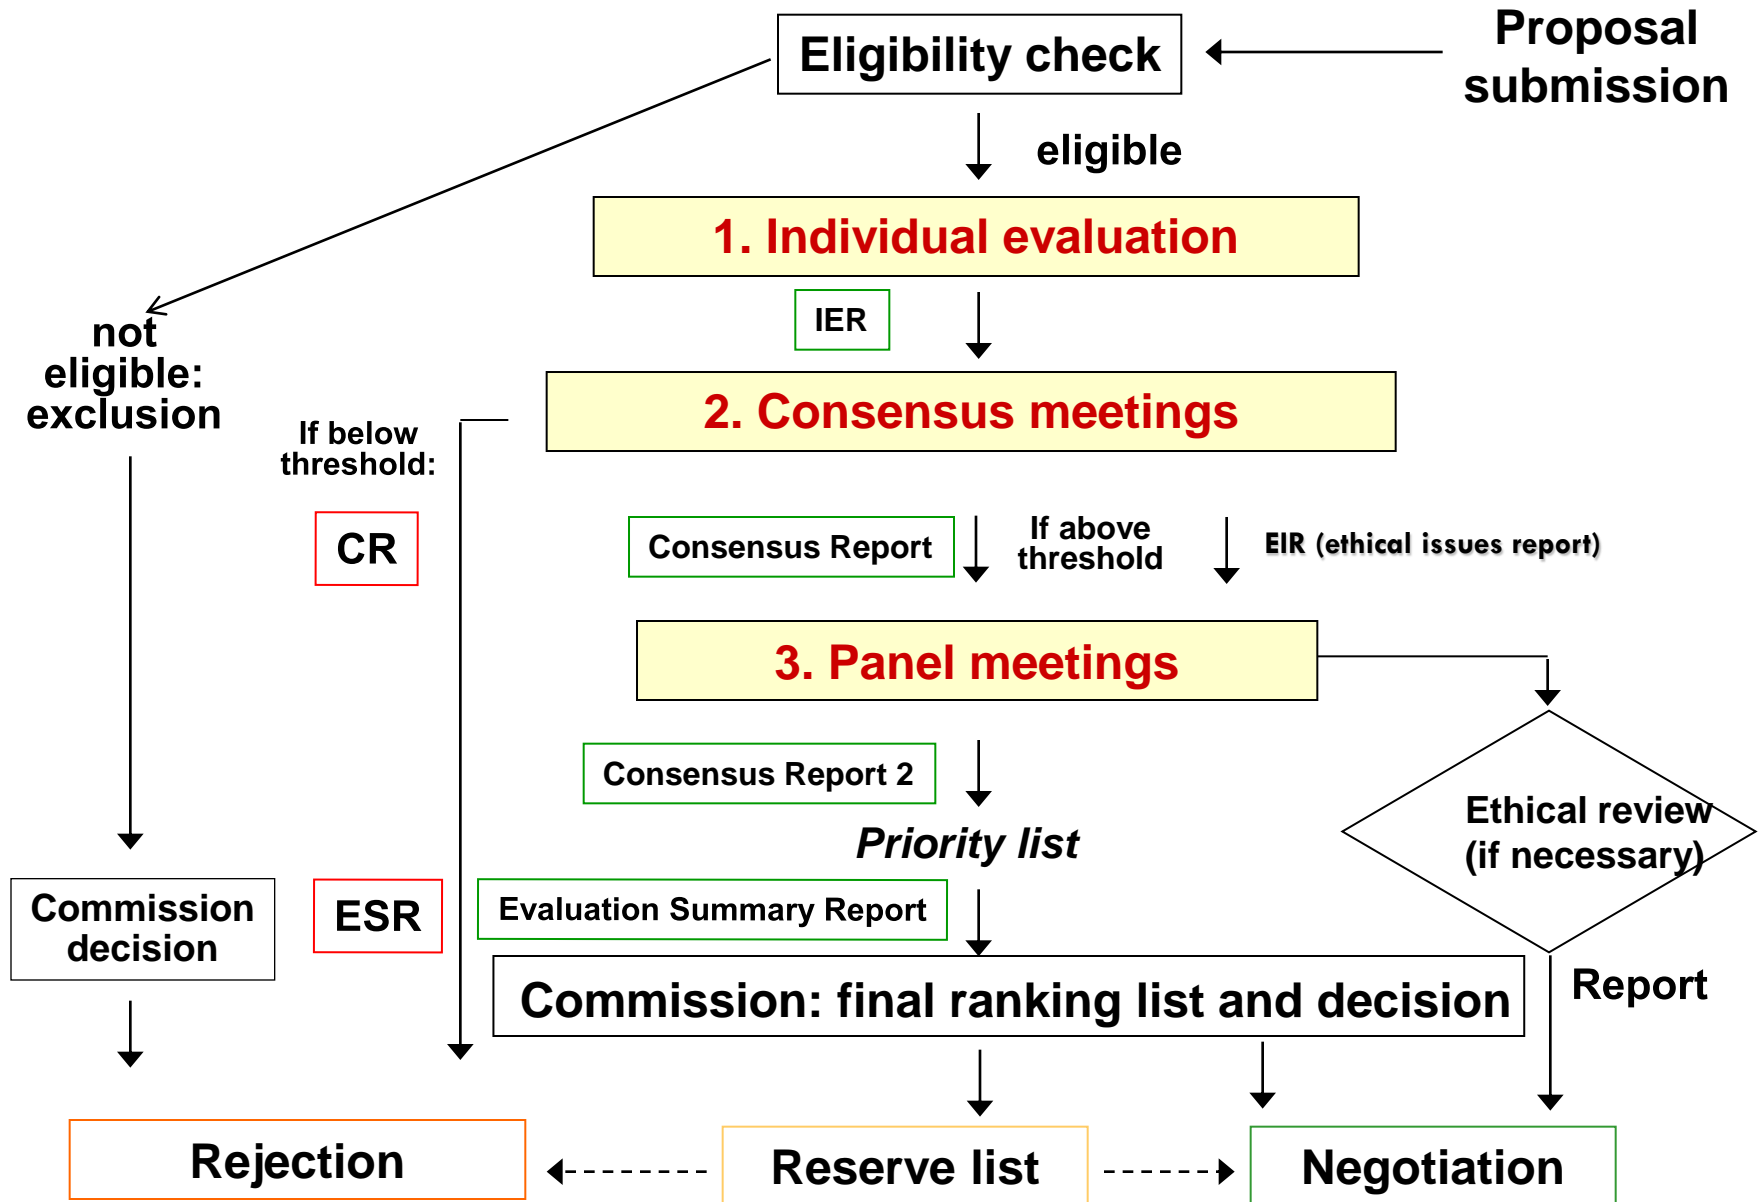 Proposal
submission
Eligibility check
eligible
1. Individual evaluation
IER
not
eligible:
exclusion
2. Consensus meetings
If below
threshold:
CR
Consensus Report
If above
threshold
EIR (ethical issues report)
3. Panel meetings
Consensus Report 2
Priority list
Ethical review
(if necessary)
Commission
decision
ESR
Evaluation Summary Report
Commission: final ranking list and decision
Report
Rejection
Reserve list
Negotiation